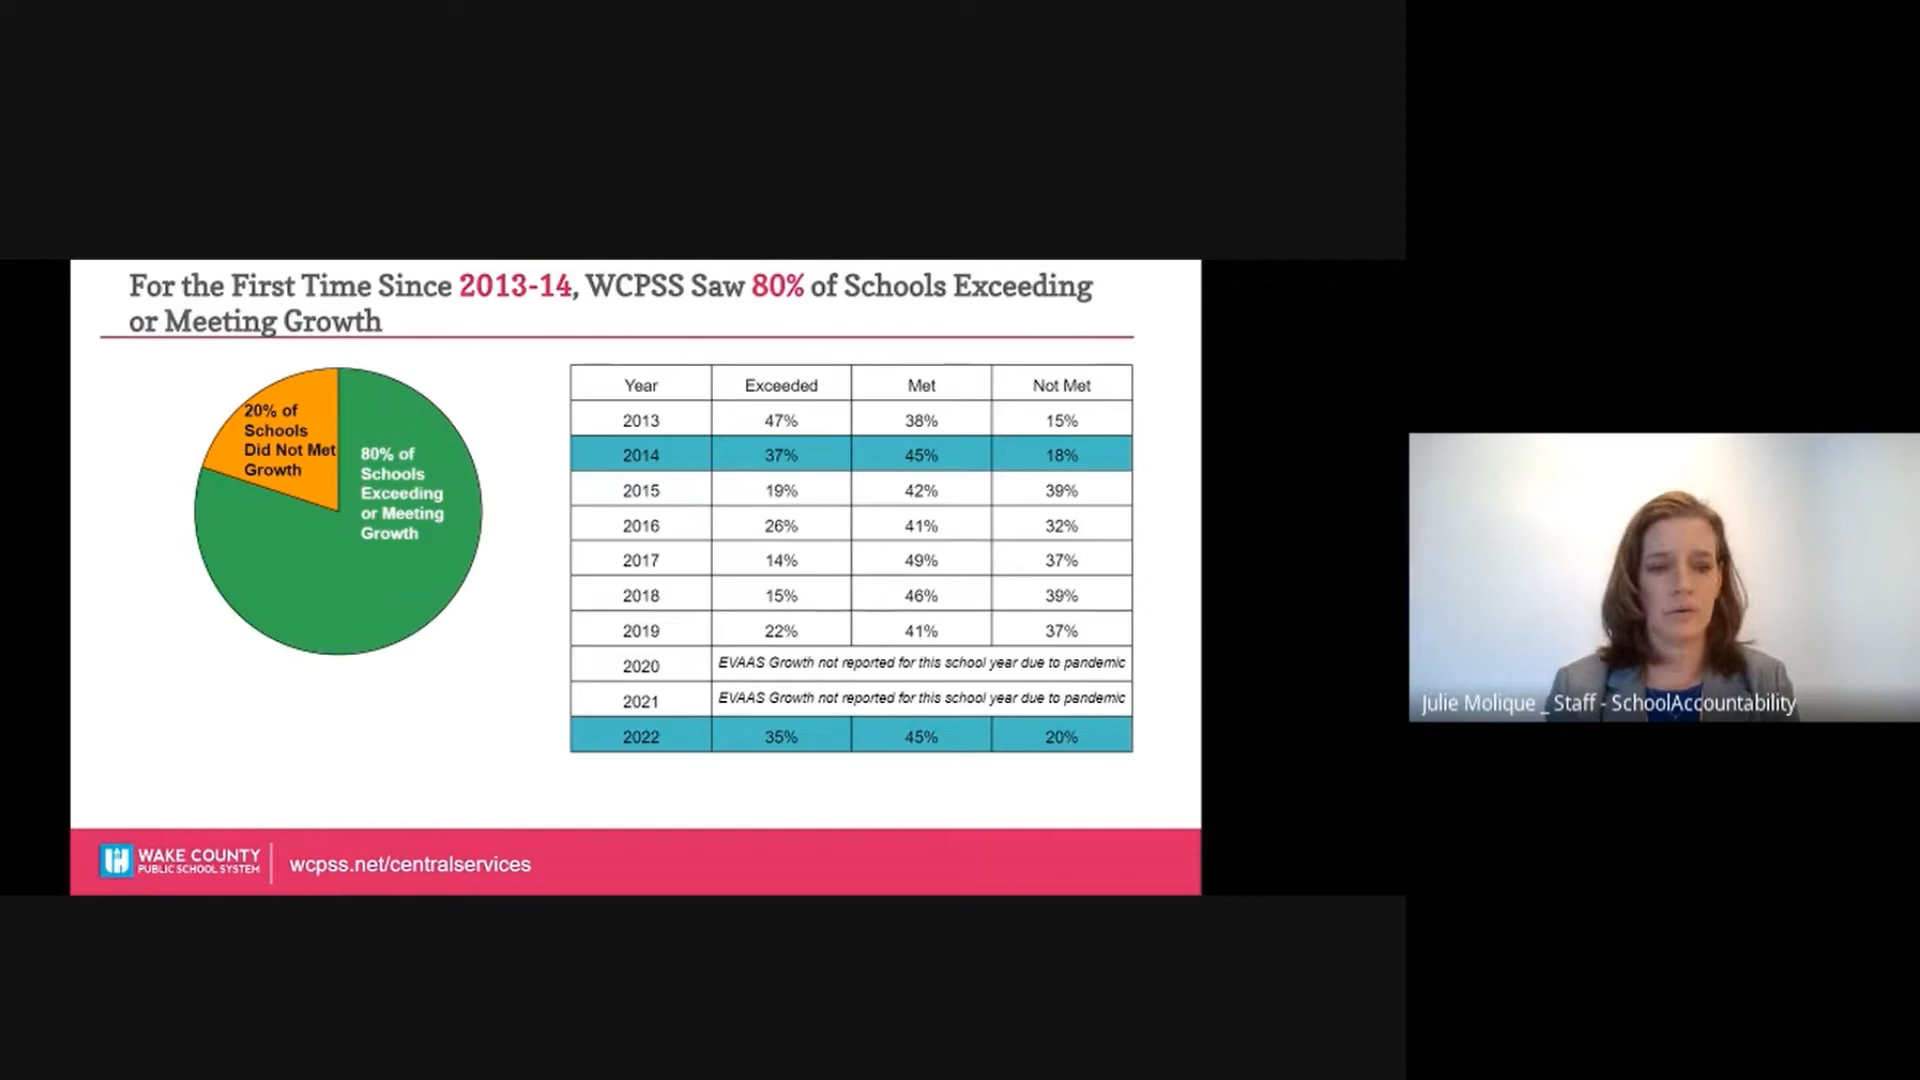 For the First Time Since 2013-14, WCPSS Saw 80% of Schools Exceeding
or Meeting Growth
20% of
Schools
Did Not Met
Growth
80% of
Schools
Exceeding
or Meeting
Growth
Year Exceeded Met Not Met
2013 47% 38% 15%
2014 37% 45% 18%
2015 19% 42% 39%
2016 26% 41% 32%
2017 14% 49% 37%
2018 15% 46% 39%
2019 22% 41% 37%
2020 EVAAS Growth not reported for this school year due to pandemic
2021 EVAAS Growth not reported for this school year due to pandemic
2022 35% 45% 20%
WAKE COUNTY
PUBLIC SCHOOL SYSTEM
wcpss.net/centralservices
Julie Molique _ Staff - SchoolAccountability